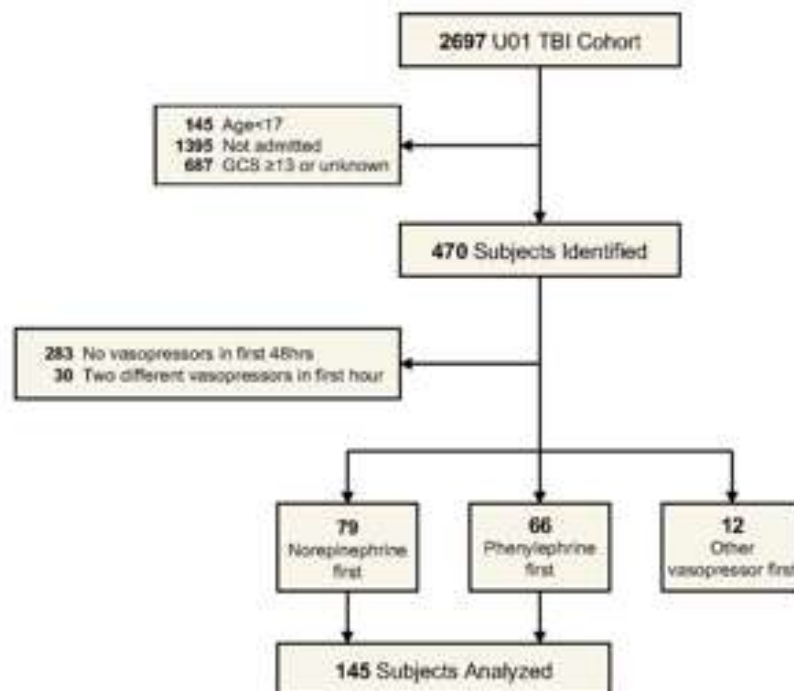 2697 U01 TBI Cohort
145 Age<17
1395 Not admitted
687 GCS ≥13 or unknown
470 Subjects Identified
283 No vasopressors in first 48hrs
30 Two different vasopressors in first hour
79
Norepinephrine
first
66
Phenylephrine
first
12
Other
vasopressor first
145 Subjects Analyzed